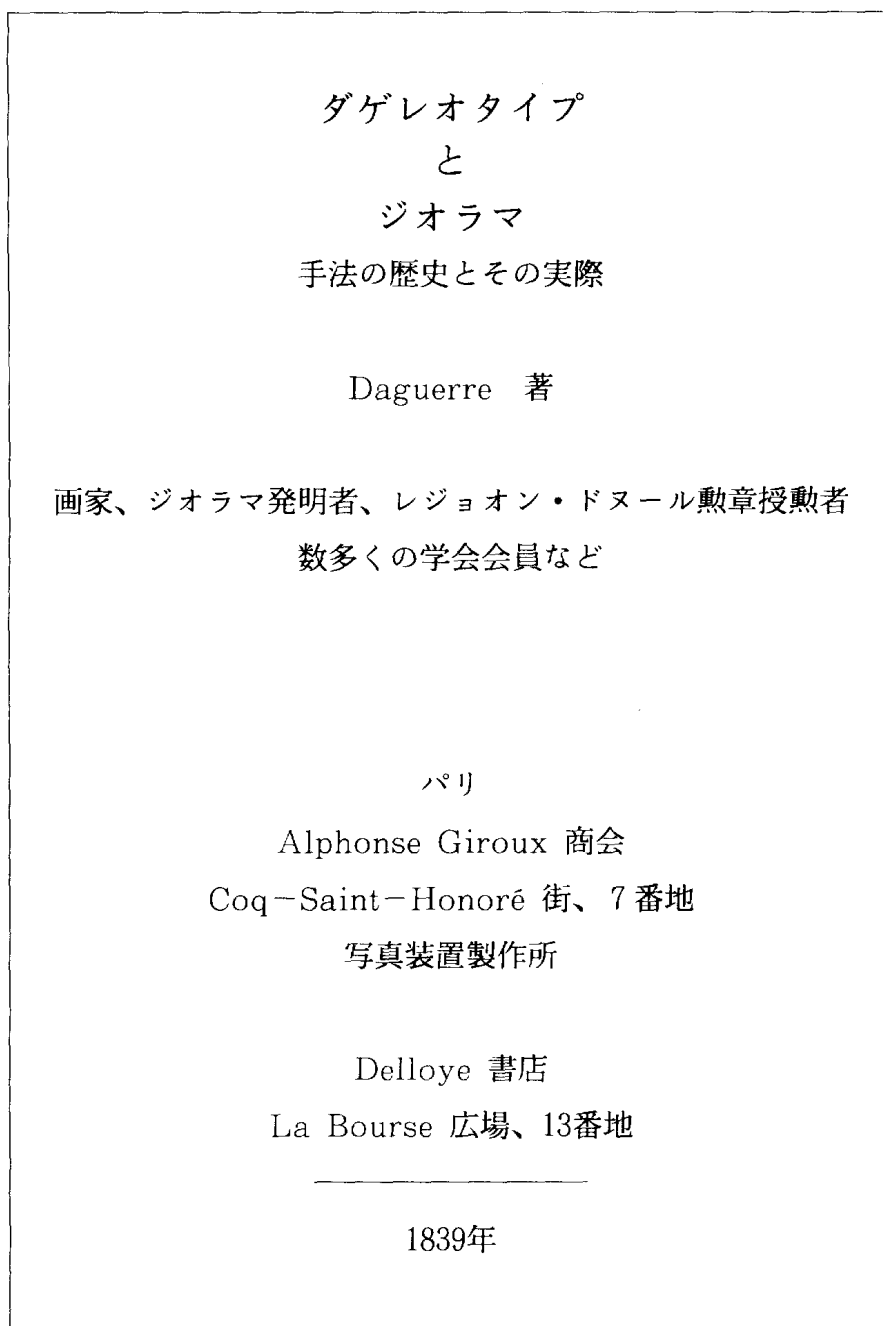 ダゲレオタイプ
と
ジオラマ
手法の歴史とその実際
Daguerre 著
画家、ジオラマ発明者、レジョオン・ドヌール勲章授勲者
数多くの学会会員など
パリ
Alphonse Giroux 商会
Coq-Saint-Honoré 街、7番地
写真装置製作所
Delloye 書店
La Bourse 広場、13番地
1839年